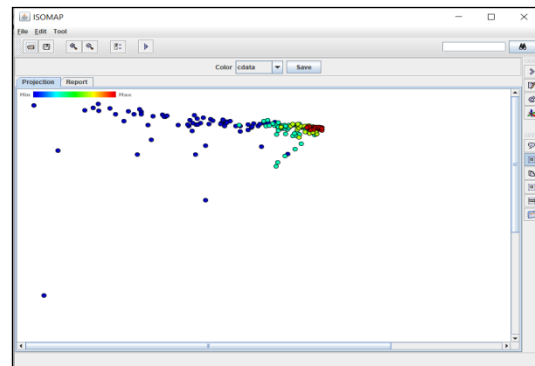 ISOMAP
File Edit Tool
Color cdata Save
Projection Report
Min Max